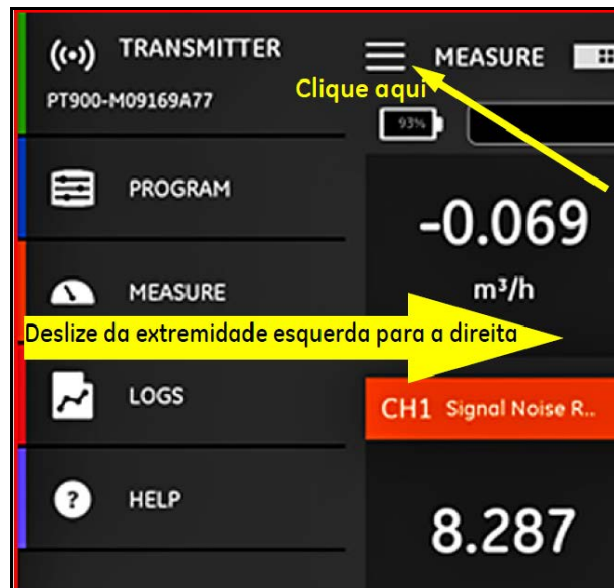 TRANSMITTER
PT900-M09169A77
PROGRAM
MEASURE
LOGS
HELP
MEASURE
Clique aqui
93%
-0.069
m³/h
Deslize da extremidade esquerda para a direita
CH1 Signal Noise R...
8.287